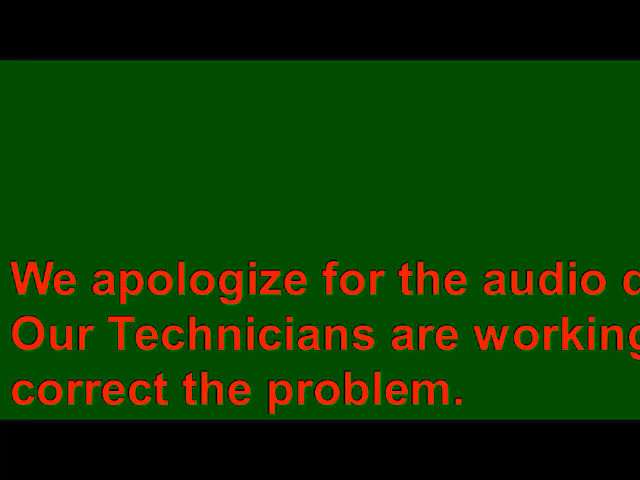 We apologize for the audio
Our Technicians are working
correct the problem.